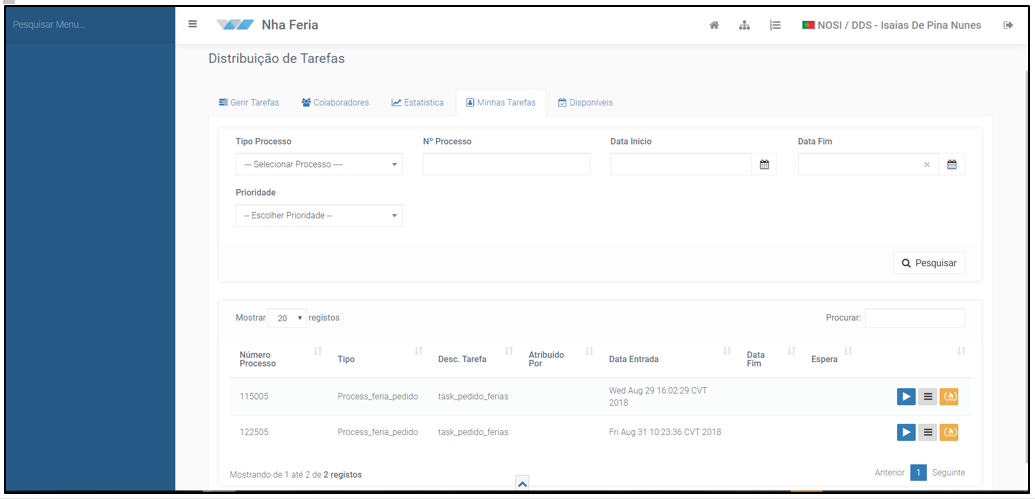 Pesquisar Menu...
Nha Feria
NOSI / DDS - Isaias De Pina Nunes
Distribuição de Tarefas
Gerir Tarefas
Colaboradores
Estatística
Minhas Tarefas
Disponíveis
Tipo Processo
Nº Processo
Data Inicio
Data Fim
--- Selecionar Processo ----
Prioridade
-- Escolher Prioridade --
Pesquisar
Mostrar 20 registos
Procurar:
Número Processo
Tipo
Desc. Tarefa
Atribuido Por
Data Entrada
Data Fim
Espera
115005 Process_feria_pedido task_pedido_ferias Wed Aug 29 16:02:29 CVT 2018
122505 Process_feria_pedido task_pedido_ferias Fri Aug 31 10:23:36 CVT 2018
Mostrando de 1 até 2 de 2 registos
Anterior 1 Seguinte